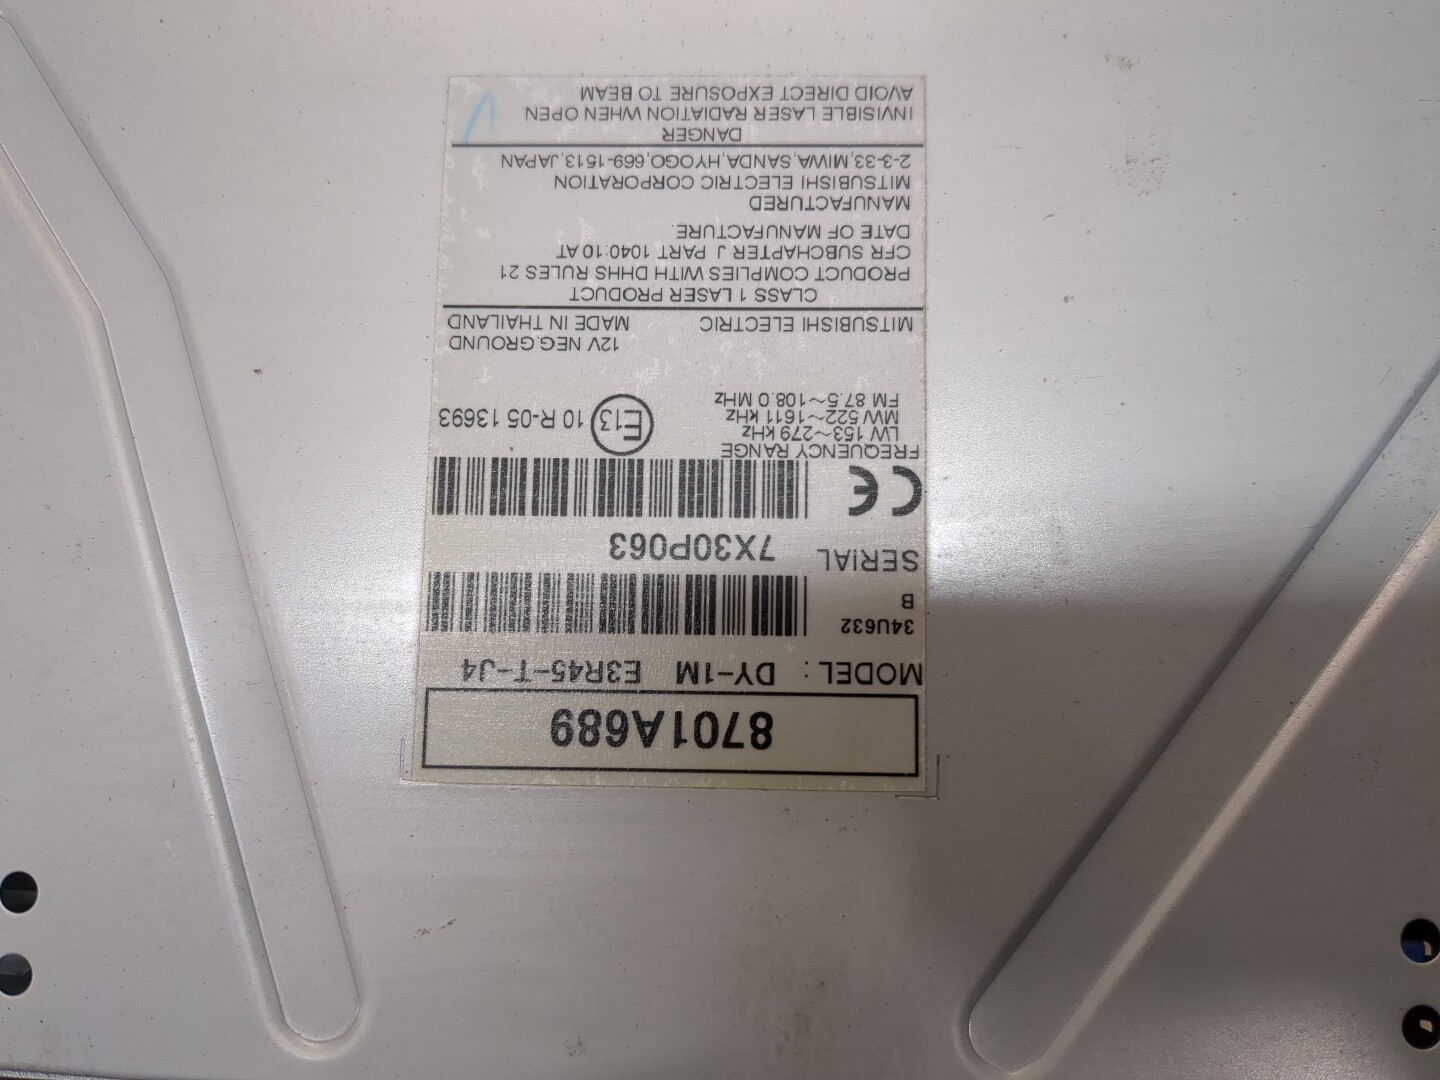 8701A689
MODEL : DY-1M E3R45-T-J4
34U632
B
SERIAL 7X30P063
CE
FREQUENCY RANGE
LW 153~279 kHz
MW 522~1611 kHz
FM 87.5~108.0 MHz
E13 10 R-05 13693
12V NEG.GROUND
MITSUBISHI ELECTRIC MADE IN THAILAND
CLASS 1 LASER PRODUCT
PRODUCT COMPLIES WITH DHHS RULES 21
CFR SUBCHAPTER J PART 1040:10 AT
DATE OF MANUFACTURE.
MANUFACTURED
MITSUBISHI ELECTRIC CORPORATION
2-3-33,MIWA,SANDA,HYOGO,669-1513,JAPAN
DANGER
INVISIBLE LASER RADIATION WHEN OPEN
AVOID DIRECT EXPOSURE TO BEAM